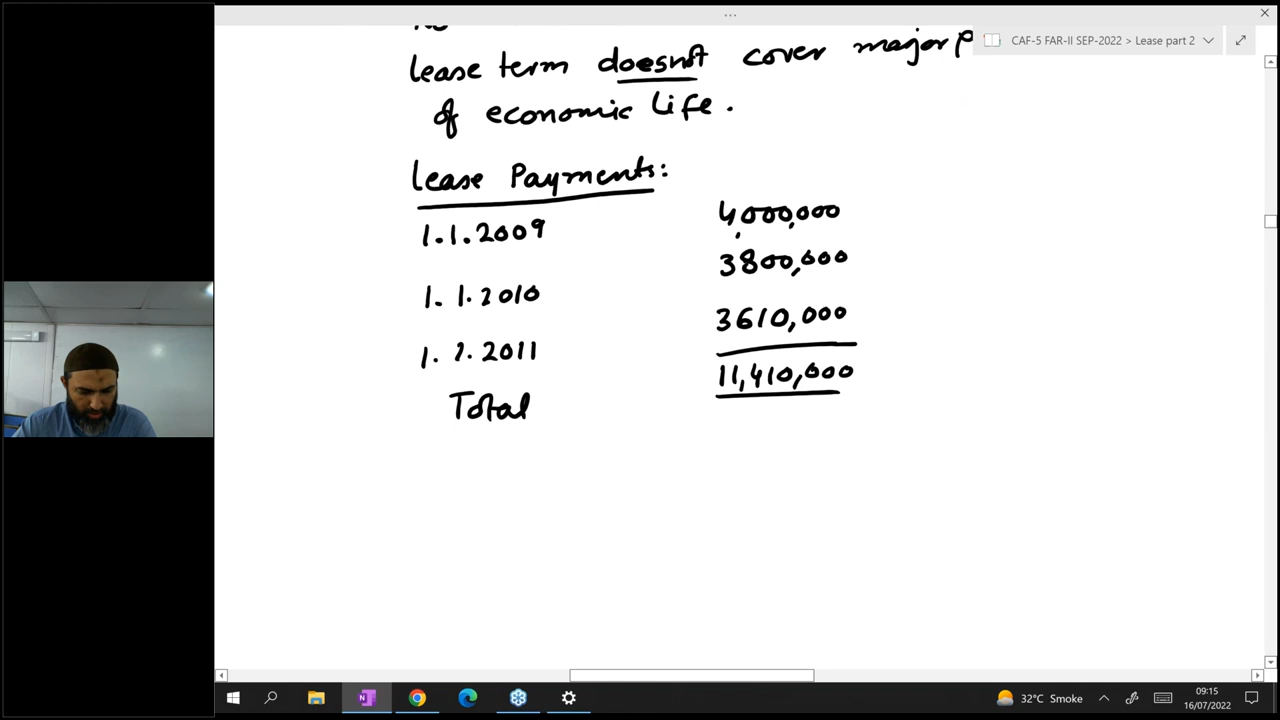 CAF-5 FAR-II SEP-2022 > Lease part 2
lease term doesnot cover major
of economic life.
Lease Payments:
1.1.2009 4,000,000
1.1.2010 3800,000
1.1.2011 3610,000
Total 11,410,000
32°C Smoke
09:15
16/07/2022